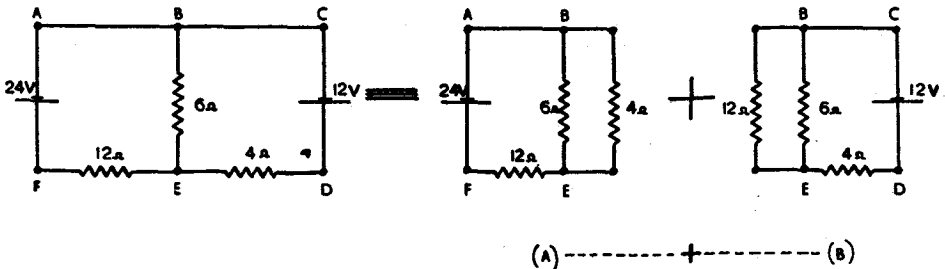 A B C A B B C
24V 6Ω 12V 24V 6Ω 4Ω 12Ω 6Ω 12V
12Ω 4Ω 12Ω 4Ω
F E D F E E D
(A) ----------+---------- (B)